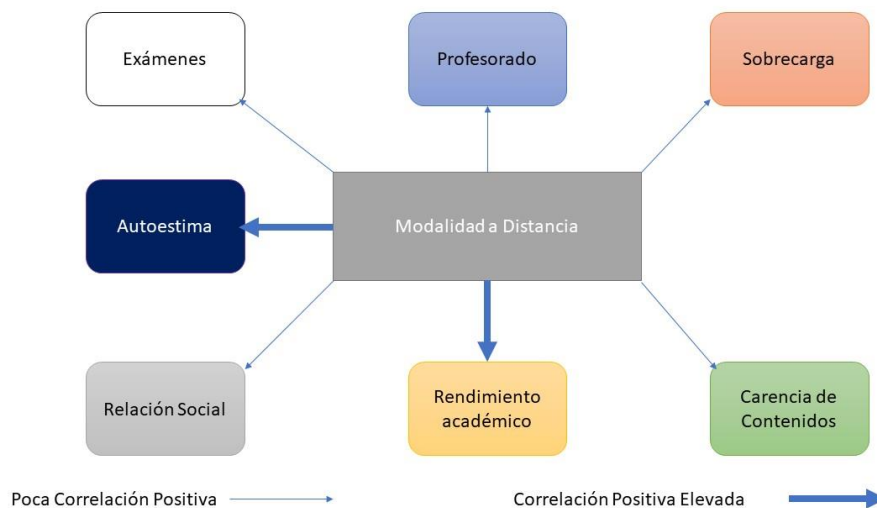 Exámenes
Profesorado
Sobrecarga
Autoestima
Modalidad a Distancia
Relación Social
Rendimiento
académico
Carencia de
Contenidos
Poca Correlación Positiva
Correlación Positiva Elevada